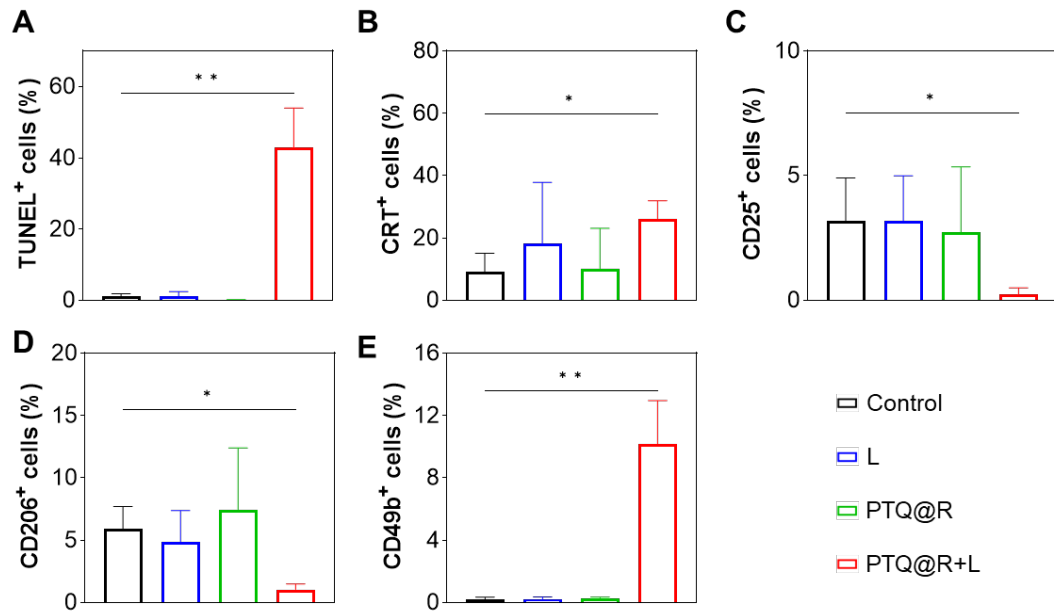 A
TUNEL+ cells (%)
60
40
20
0
* *
B
CRT+ cells (%)
80
60
40
20
0
*
C
CD25+ cells (%)
10
5
0
*
D
CD206+ cells (%)
20
15
10
5
0
*
E
CD49b+ cells (%)
16
12
8
4
0
* *
Control
L
PTQ@R
PTQ@R+L